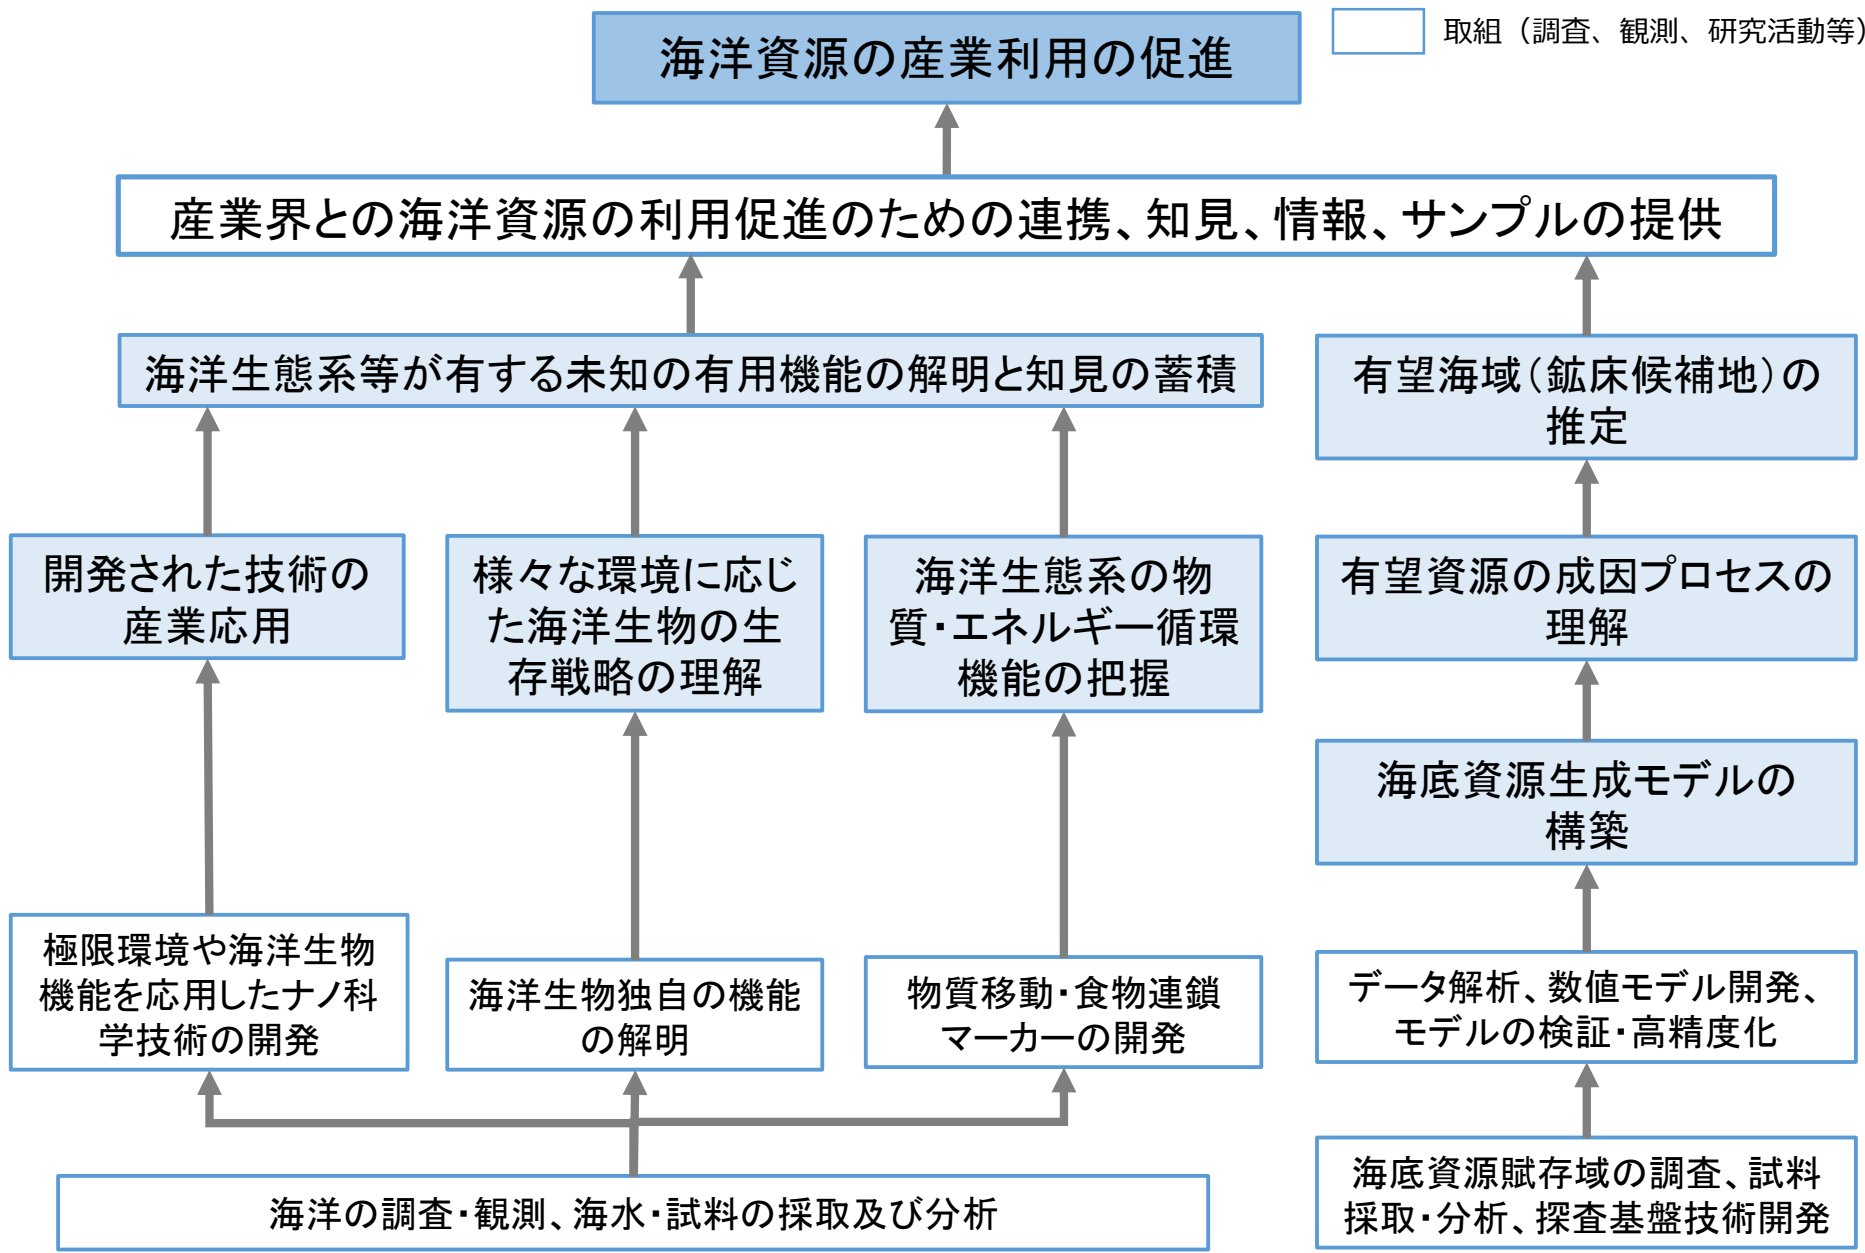 海洋資源の産業利用の促進
取組（調査、観測、研究活動等）
産業界との海洋資源の利用促進のための連携、知見、情報、サンプルの提供
海洋生態系等が有する未知の有用機能の解明と知見の蓄積
有望海域（鉱床候補地）の
推定
開発された技術の
産業応用
様々な環境に応じ
た海洋生物の生
存戦略の理解
海洋生態系の物
質・エネルギー循環
機能の把握
有望資源の成因プロセスの
理解
海底資源生成モデルの
構築
極限環境や海洋生物
機能を応用したナノ科
学技術の開発
海洋生物独自の機能
の解明
物質移動・食物連鎖
マーカーの開発
データ解析、数値モデル開発、
モデルの検証・高精度化
海洋の調査・観測、海水・試料の採取及び分析
海底資源賦存域の調査、試料
採取・分析、探査基盤技術開発